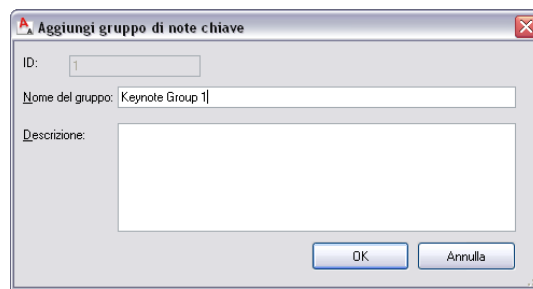 Aggiungi gruppo di note chiave
ID: 1
Nome del gruppo: Keynote Group 1
Descrizione:
OK Annulla